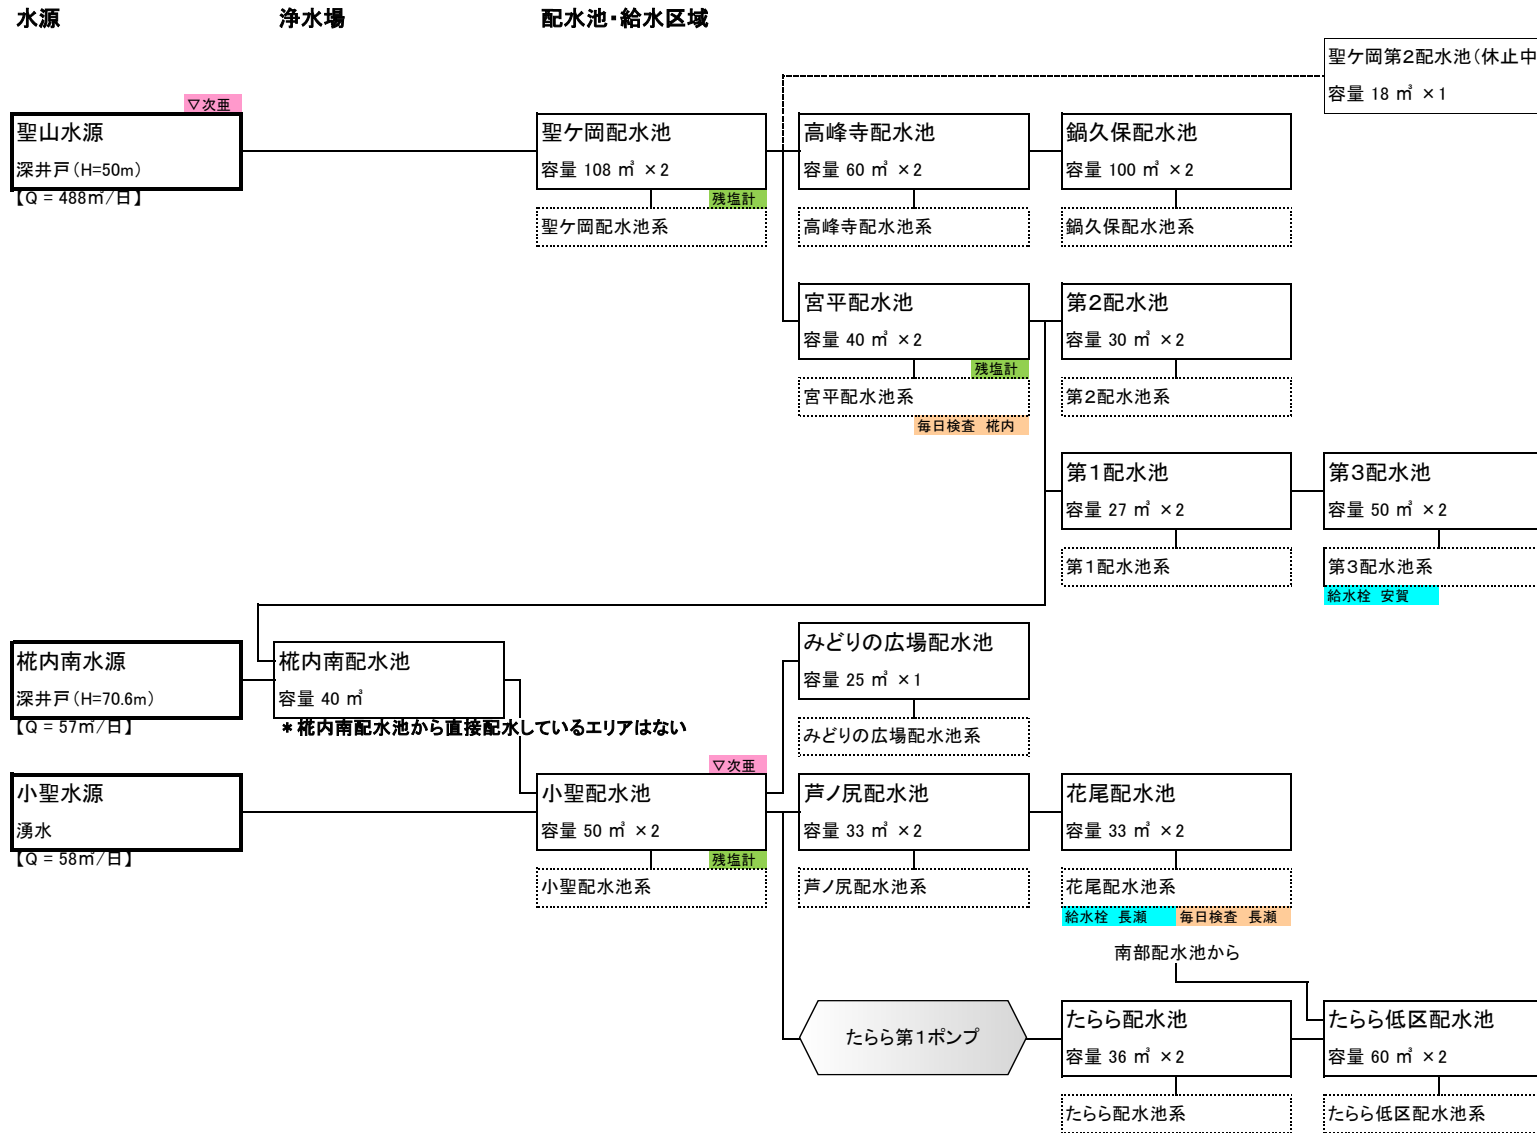 水源
浄水場
配水池・給水区域
聖ケ岡第2配水池(休止中
容量 18 ㎥ ×1
▽次亜
聖山水源
深井戸(H=50m)
【Q = 488㎥/日】
聖ケ岡配水池
容量 108 ㎥ ×2
残塩計
聖ケ岡配水池系
高峰寺配水池
容量 60 ㎥ ×2
高峰寺配水池系
鍋久保配水池
容量 100 ㎥ ×2
鍋久保配水池系
宮平配水池
容量 40 ㎥ ×2
残塩計
宮平配水池系
毎日検査 椛内
第2配水池
容量 30 ㎥ ×2
第2配水池系
第1配水池
容量 27 ㎥ ×2
第1配水池系
第3配水池
容量 50 ㎥ ×2
第3配水池系
給水栓 安賀
椛内南水源
深井戸(H=70.6m)
【Q = 57㎥/日】
椛内南配水池
容量 40 ㎥
*椛内南配水池から直接配水しているエリアはない
みどりの広場配水池
容量 25 ㎥ ×1
みどりの広場配水池系
小聖水源
湧水
【Q = 58㎥/日】
▽次亜
小聖配水池
容量 50 ㎥ ×2
残塩計
小聖配水池系
芦ノ尻配水池
容量 33 ㎥ ×2
芦ノ尻配水池系
花尾配水池
容量 33 ㎥ ×2
花尾配水池系
給水栓 長瀬
毎日検査 長瀬
南部配水池から
たらら第1ポンプ
たらら配水池
容量 36 ㎥ ×2
たらら配水池系
たらら低区配水池
容量 60 ㎥ ×2
たらら低区配水池系